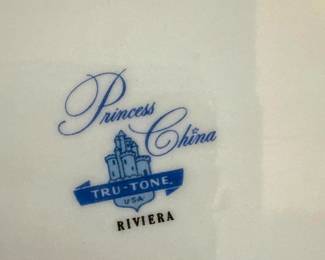 Princess
China
TRU-TONE.
USA
RIVIERA